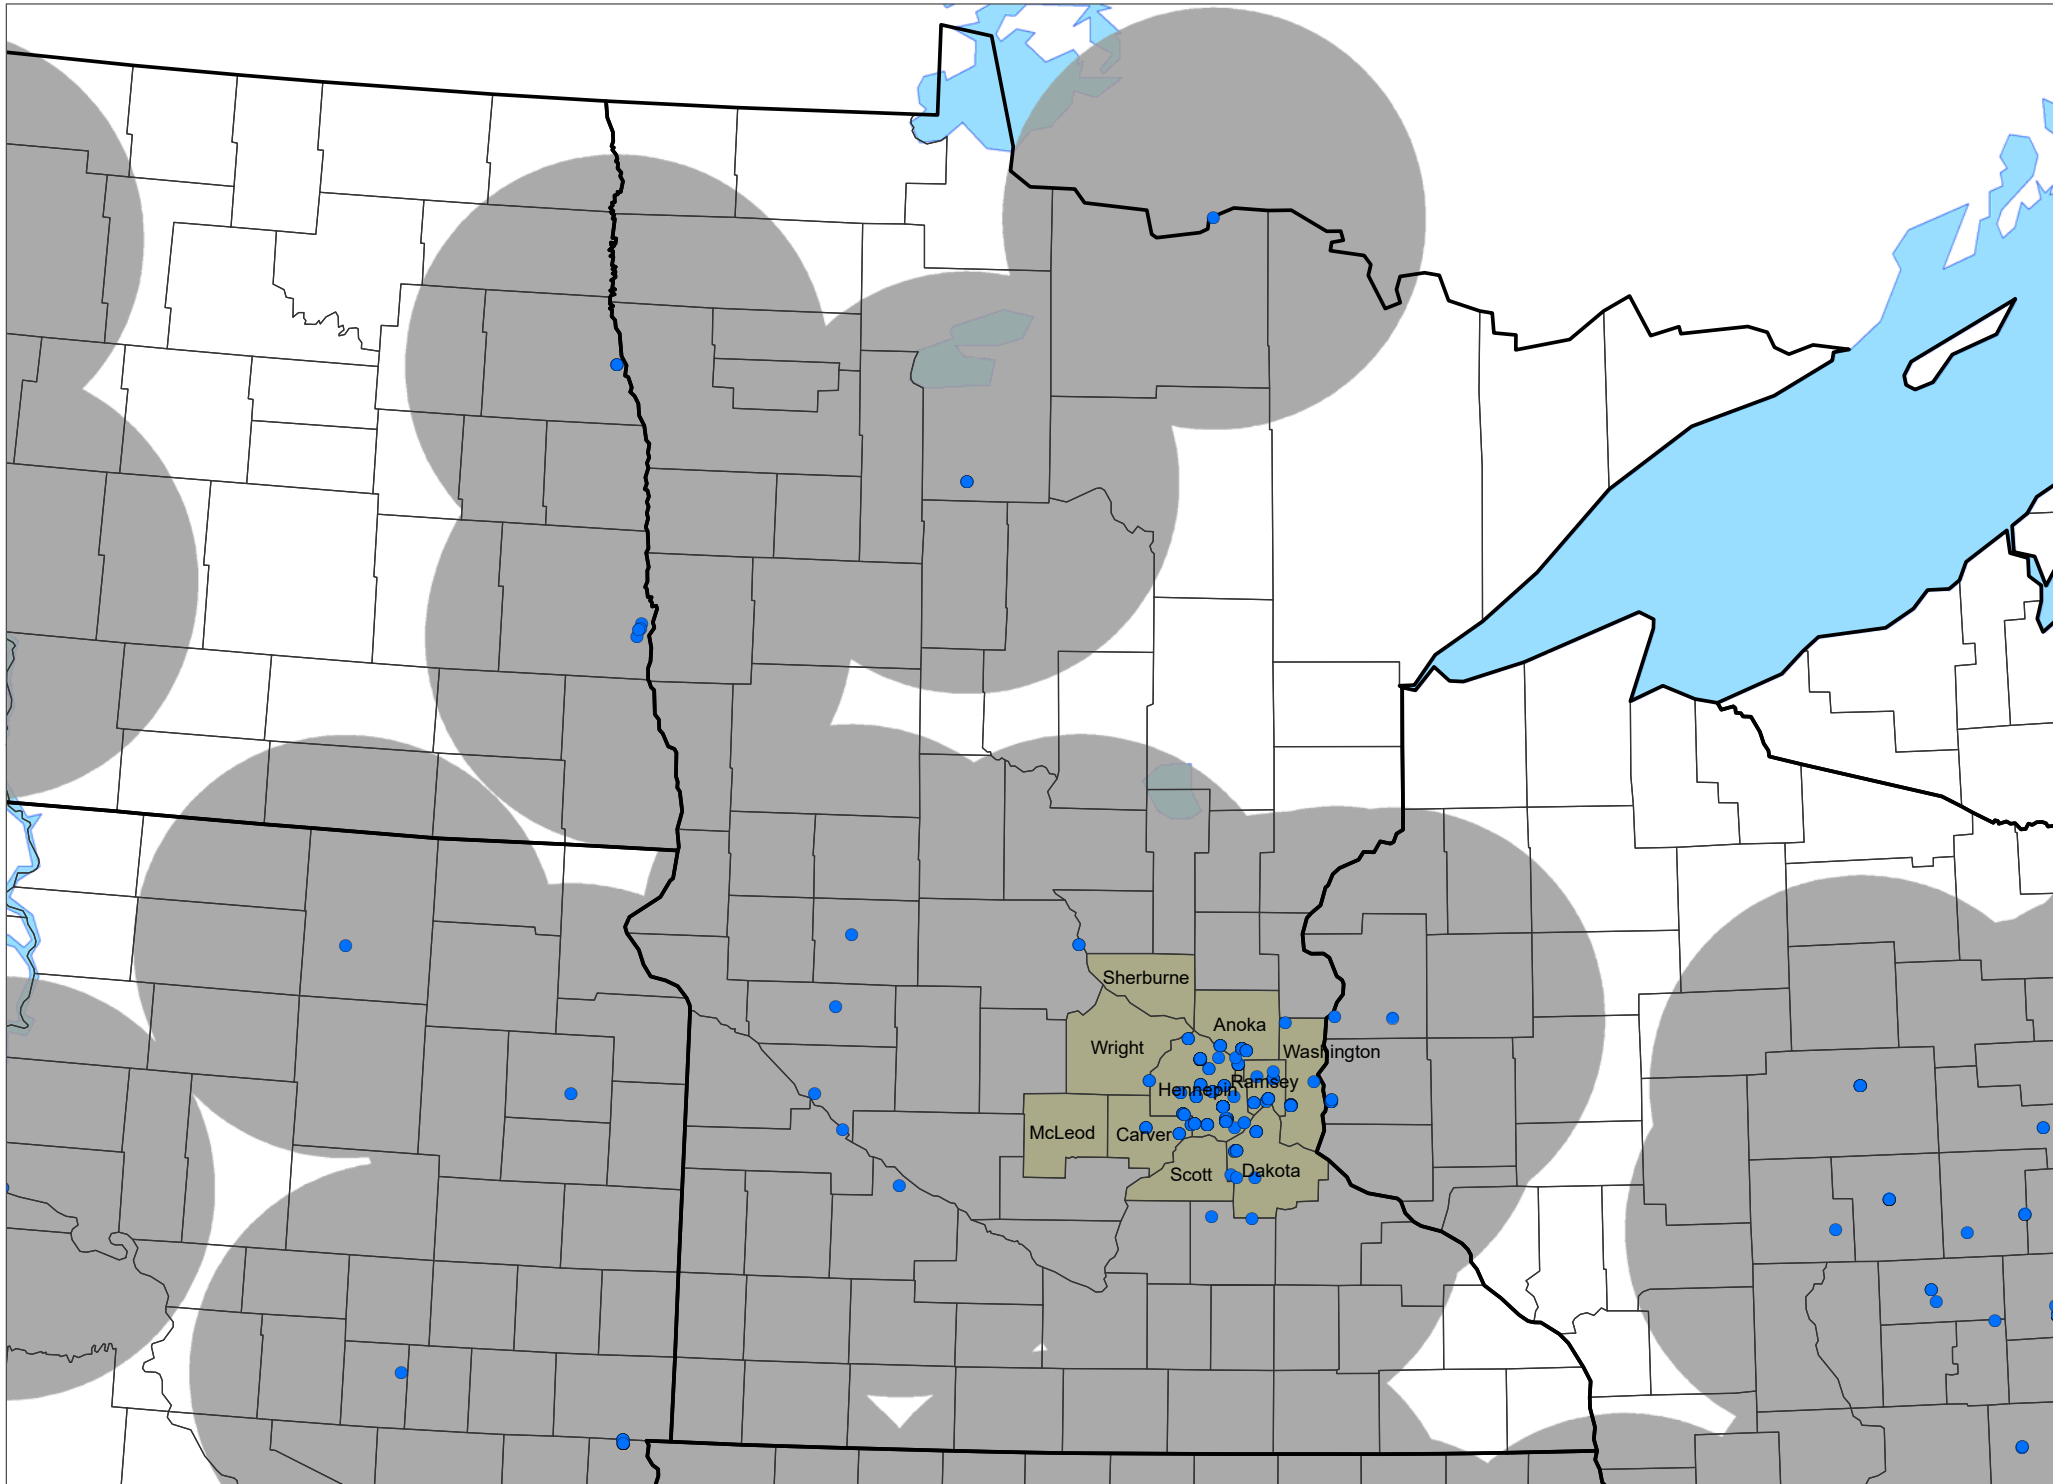 Sherburne
Anoka
Wright
Washington
Ramsey
Hennepin
McLeod
Carver
Scott
Dakota